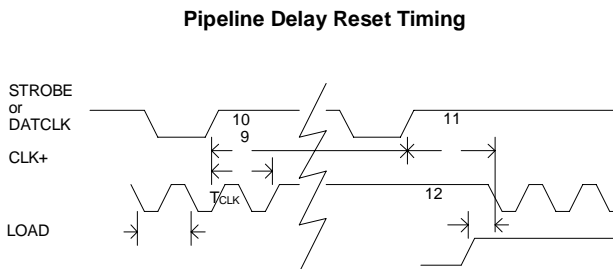 Pipeline Delay Reset Timing
STROBE
or
DATCLK
10
11
9
CLK+
TCLK
12
LOAD